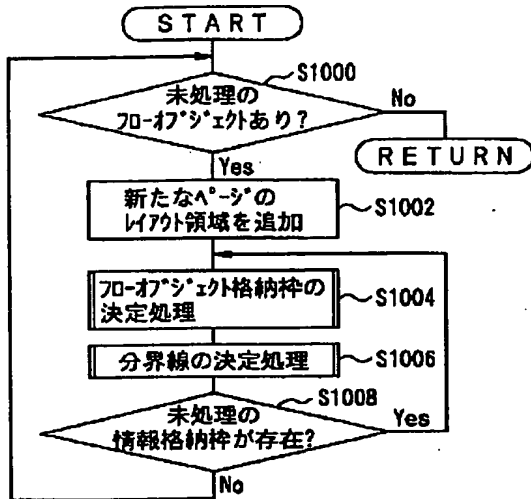 START
S1000
未処理の
フローオブジェクトあり?
No
RETURN
Yes
新たなページの
レイアウト領域を追加
S1002
フローオブジェクト格納枠の
決定処理
S1004
分界線の決定処理
S1006
S1008
未処理の
情報格納枠が存在?
Yes
No